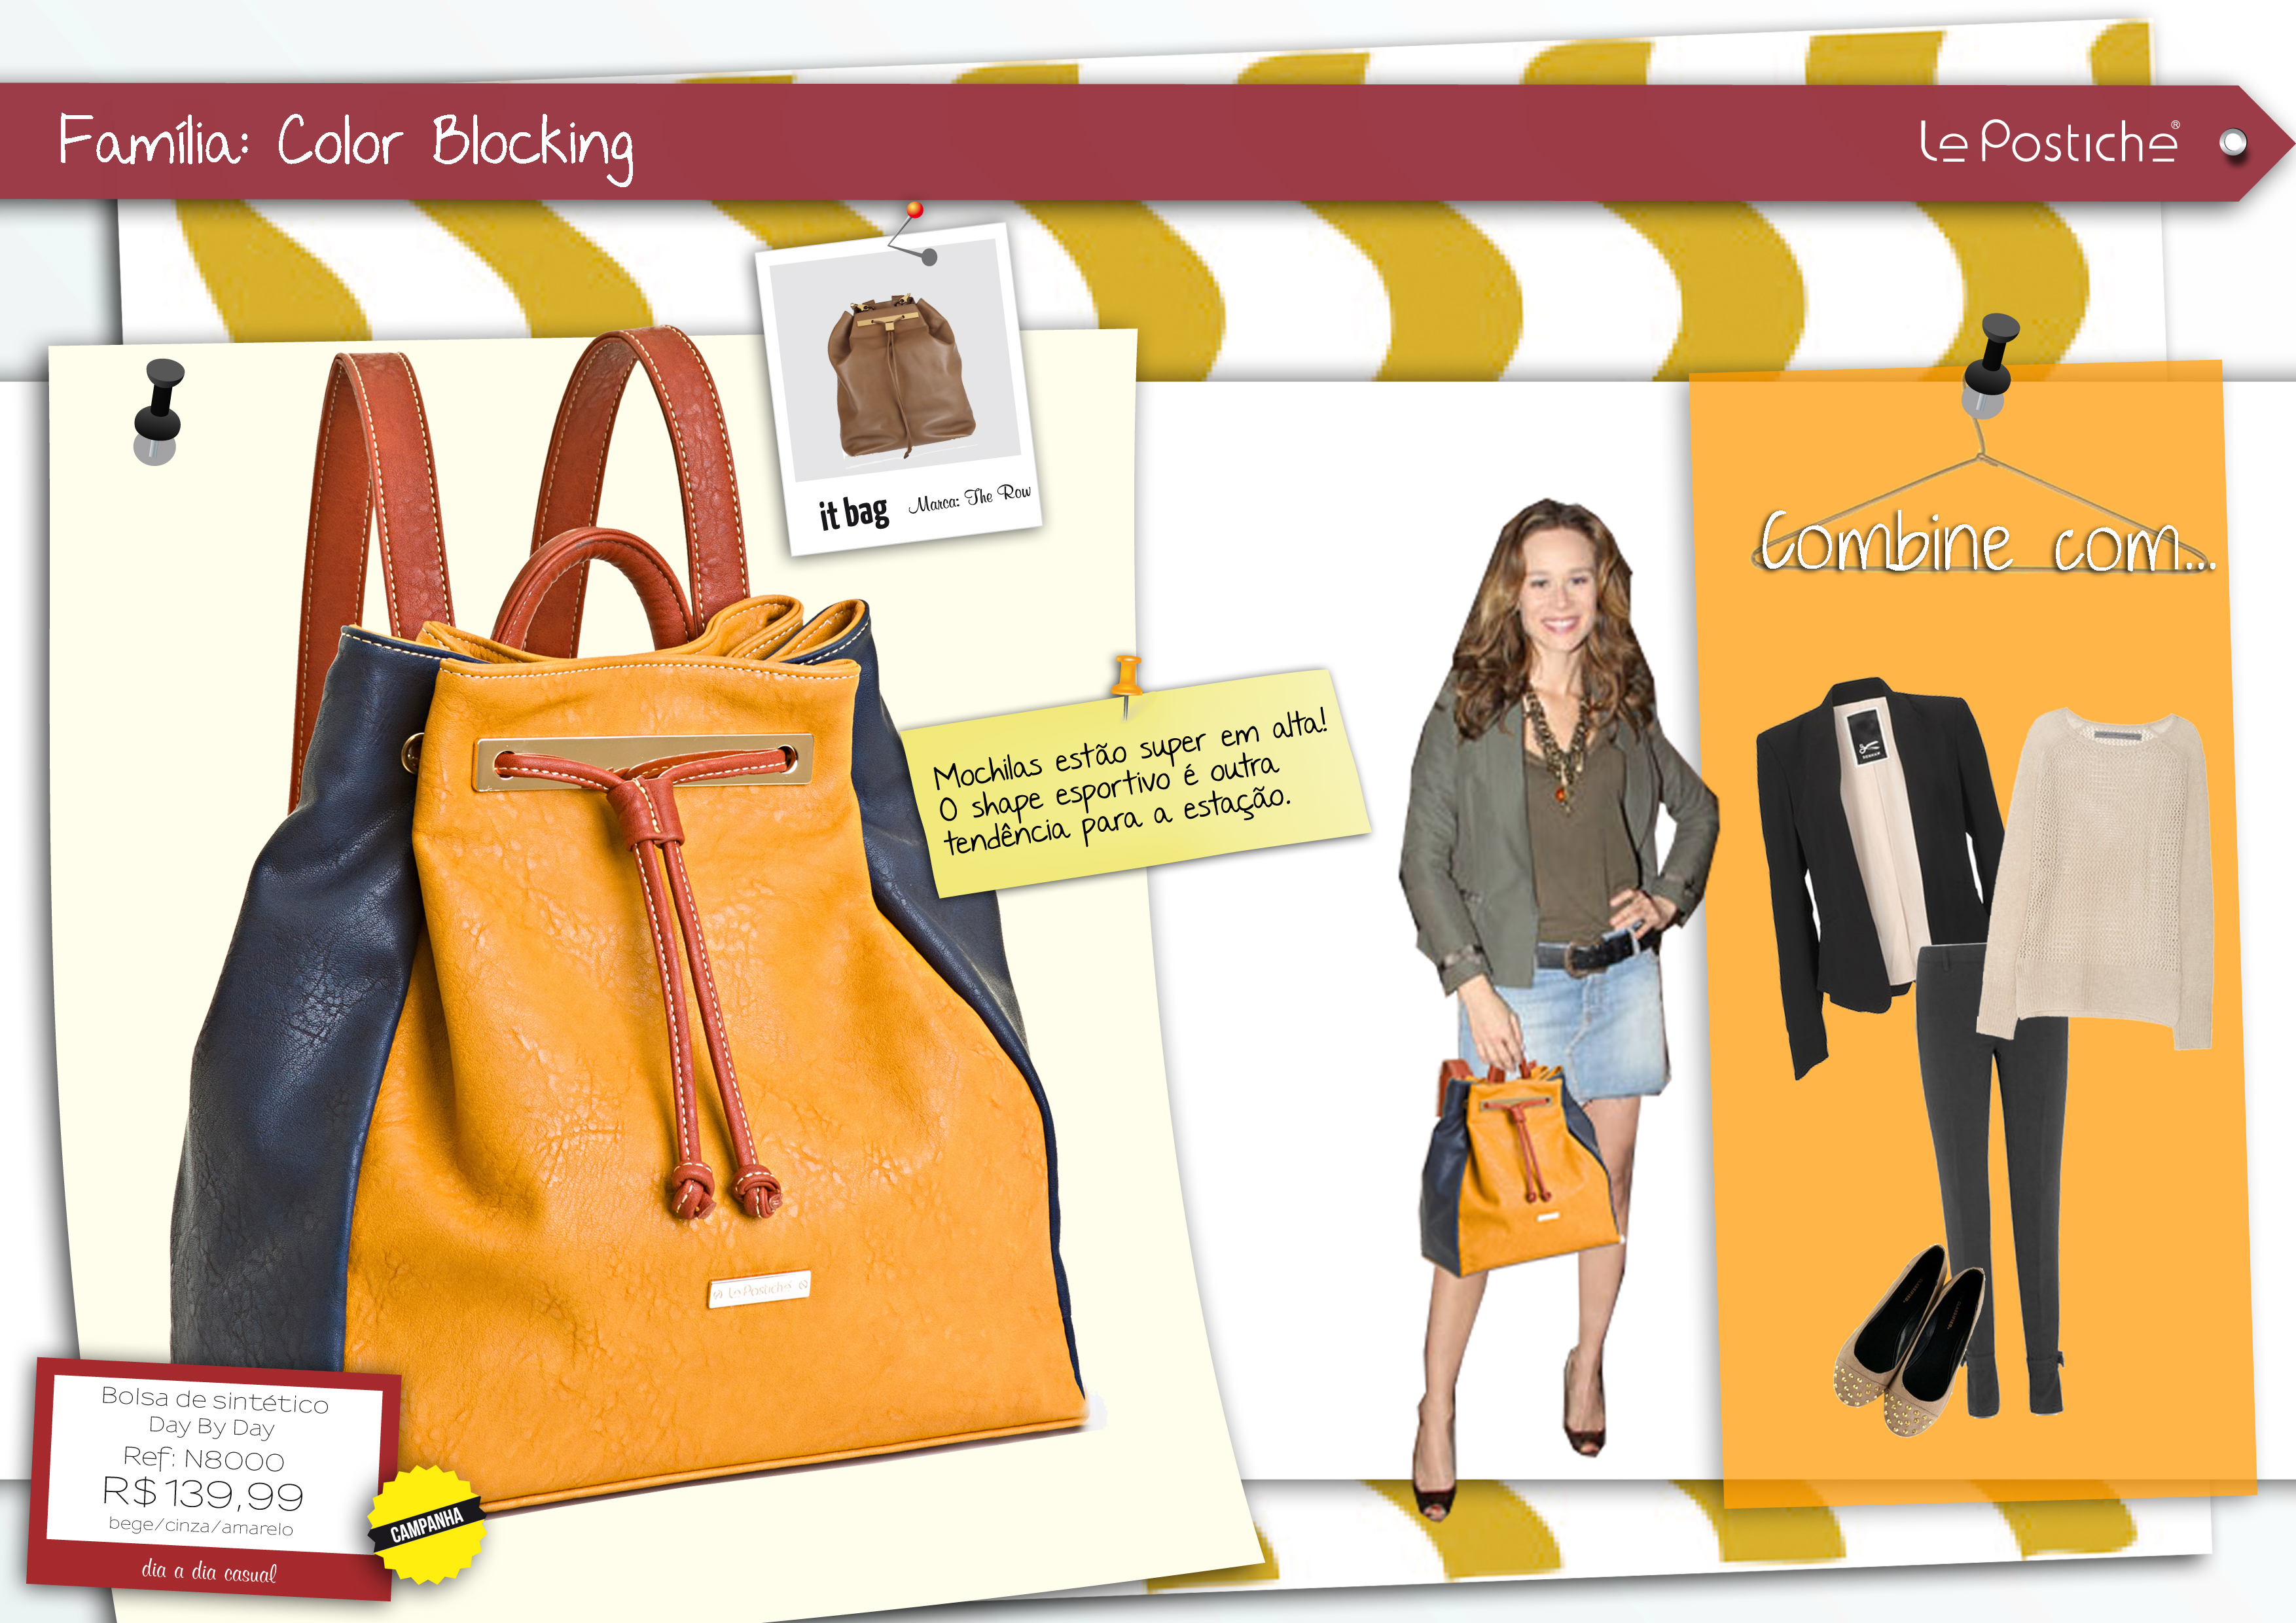 Família: Color Blocking
Le Postiche®
it bag
Marca: The Row
Mochilas estão super em alta!
O shape esportivo é outra
tendência para a estação.
Combine com...
Le Postiche
Bolsa de sintético
Day By Day
Ref: N8000
R$ 139,99
bege/cinza/amarelo
dia a dia casual
CAMPANHA